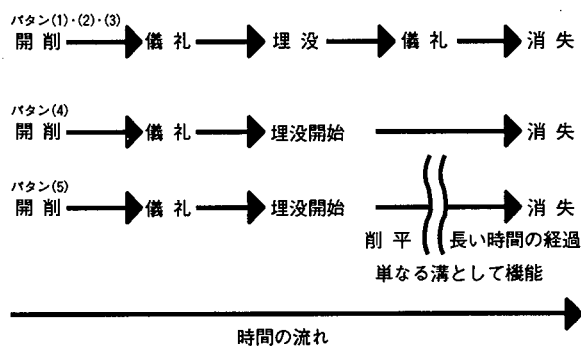 パタン(1)・(2)・(3)
開削 儀礼 埋没 儀礼 消失
パタン(4)
開削 儀礼 埋没開始 消失
パタン(5)
開削 儀礼 埋没開始 消失
削平 長い時間の経過
単なる溝として機能
時間の流れ